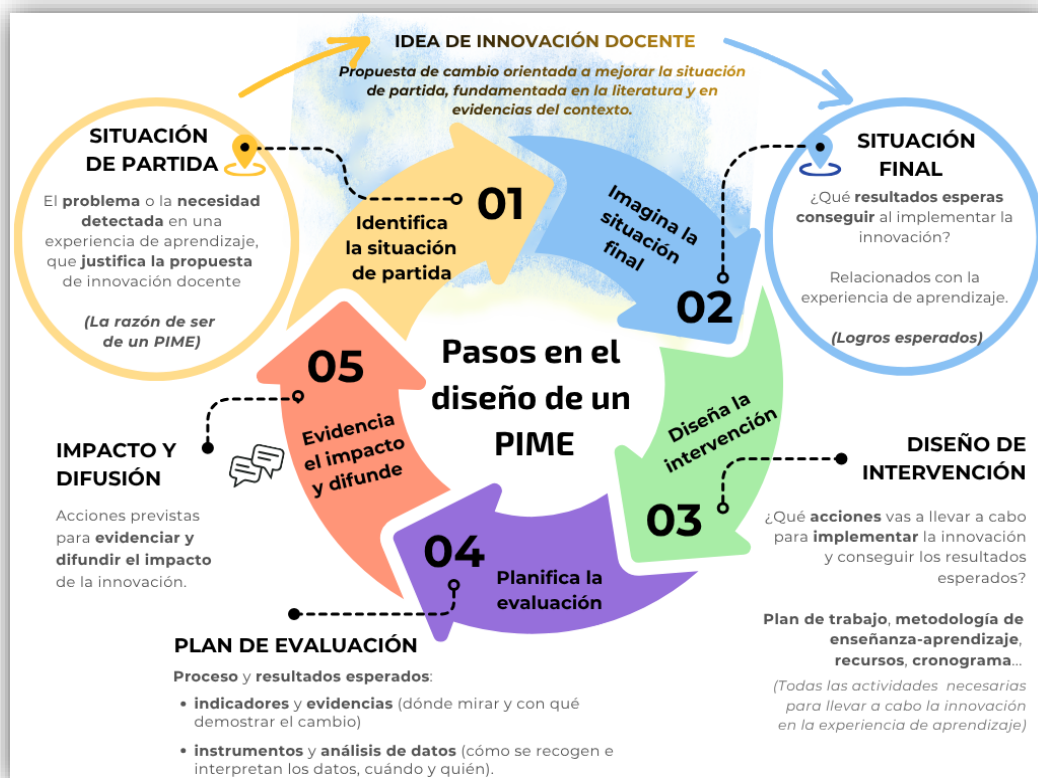 IDEA DE INNOVACIÓN DOCENTE
Propuesta de cambio orientada a mejorar la situación
de partida, fundamentada en la literatura y en
evidencias del contexto.
SITUACIÓN
DE PARTIDA
El problema o la necesidad
detectada en una
experiencia de aprendizaje,
que justifica la propuesta
de innovación docente
(La razón de ser
de un PIME)
01
Identifica
la situación
de partida
Imagina la
situación
final
02
SITUACIÓN
FINAL
¿Qué resultados esperas
conseguir al implementar la
innovación?
Relacionados con la
experiencia de aprendizaje.
(Logros esperados)
Pasos en el
diseño de un
PIME
Diseña la
intervención
03
DISEÑO DE
INTERVENCIÓN
¿Qué acciones vas a llevar a cabo
para implementar la innovación
y conseguir los resultados
esperados?
Plan de trabajo, metodología de
enseñanza-aprendizaje,
recursos, cronograma...
(Todas las actividades necesarias
para llevar a cabo la innovación
en la experiencia de aprendizaje)
04
Planifica la
evaluación
PLAN DE EVALUACIÓN
Proceso y resultados esperados:
• indicadores y evidencias (dónde mirar y con qué
demostrar el cambio)
• instrumentos y análisis de datos (cómo se recogen e
interpretan los datos, cuándo y quién).
05
Evidencia
el impacto
y difunde
IMPACTO Y
DIFUSIÓN
Acciones previstas
para evidenciar y
difundir el impacto
de la innovación.